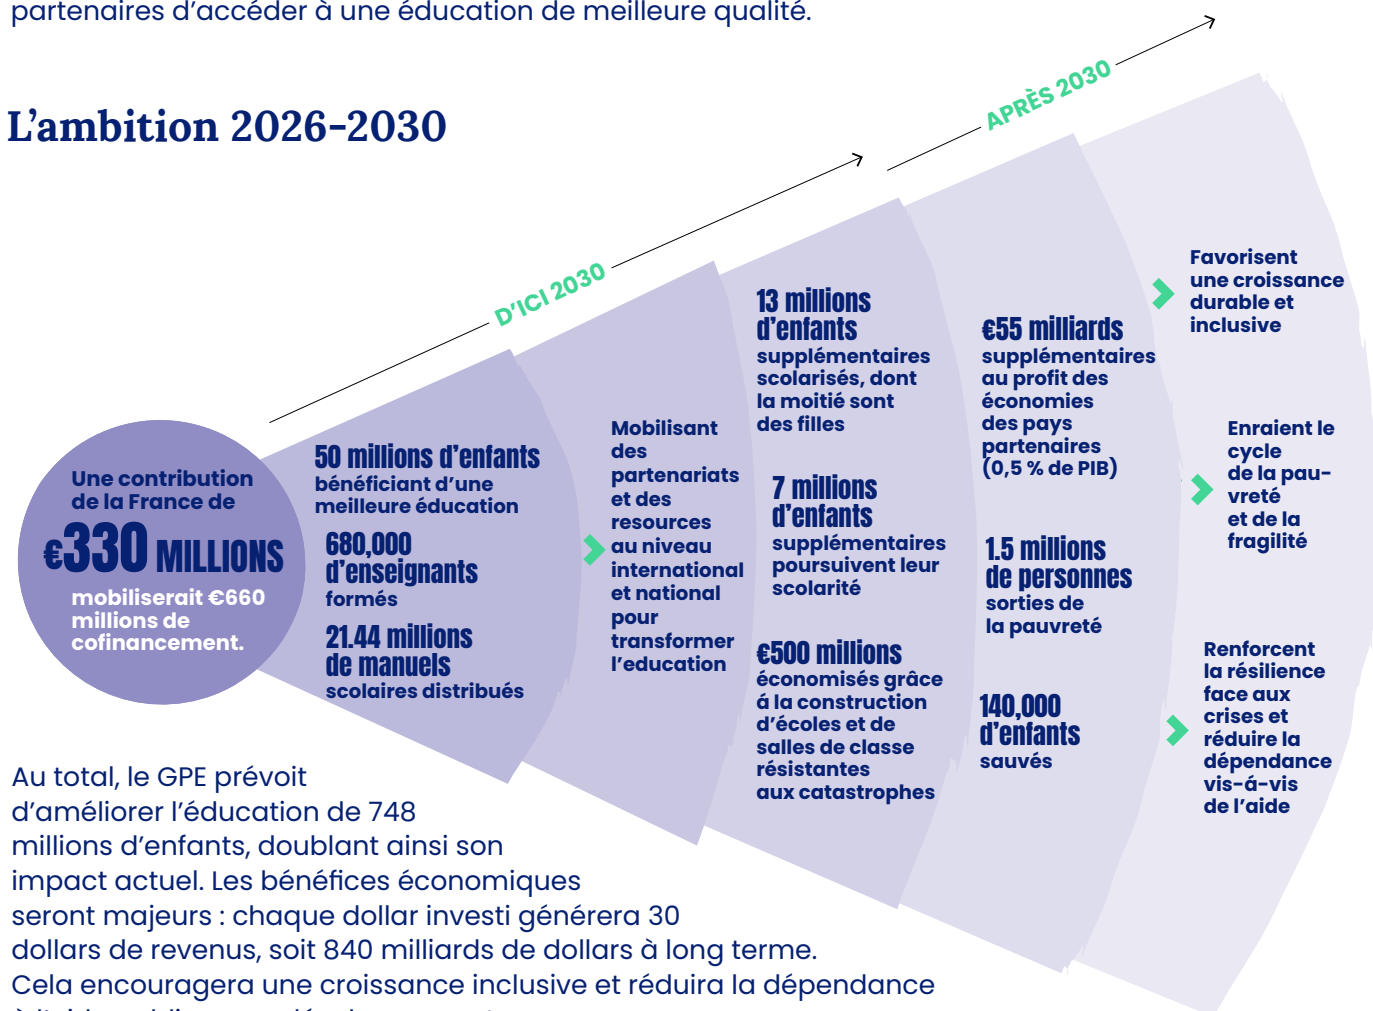 partenaires d’accéder à une éducation de meilleure qualité.
L’ambition 2026-2030
D’ICI 2030
APRÈS 2030
Une contribution
de la France de
€330 MILLIONS
mobiliserait €660
millions de
cofinancement.
50 millions d’enfants
bénéficiant d’une
meilleure éducation
680,000
d’enseignants
formés
21.44 millions
de manuels
scolaires distribués
Mobilisant
des
partenariats
et des
resources
au niveau
international
et national
pour
transformer
l’education
13 millions
d’enfants
supplémentaires
scolarisés, dont
la moitié sont
des filles
7 millions
d’enfants
supplémentaires
poursuivent leur
scolarité
€500 millions
économisés grâce
á la construction
d’écoles et de
salles de classe
résistantes
aux catastrophes
€55 milliards
supplémentaires
au profit des
économies
des pays
partenaires
(0,5 % de PIB)
1.5 millions
de personnes
sorties de
la pauvreté
140,000
d’enfants
sauvés
Favorisent
une croissance
durable et
inclusive
Enraient le
cycle
de la pau-
vreté
et de la
fragilité
Renforcent
la résilience
face aux
crises et
réduire la
dépendance
vis-á-vis
de l’aide
Au total, le GPE prévoit
d’améliorer l’éducation de 748
millions d’enfants, doublant ainsi son
impact actuel. Les bénéfices économiques
seront majeurs : chaque dollar investi générera 30
dollars de revenus, soit 840 milliards de dollars à long terme.
Cela encouragera une croissance inclusive et réduira la dépendance